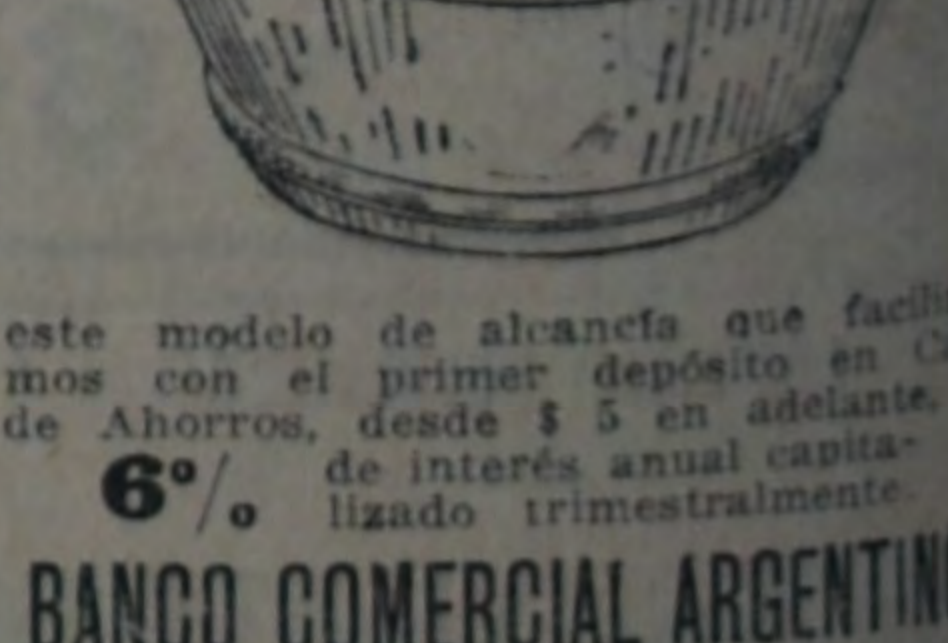 este modelo de alcancía que facili
mos con el primer depósito en C
de Ahorros, desde $ 5 en adelante,
6% de interés anual capita-
lizado trimestralmente.
BANCO COMERCIAL ARGENTIN